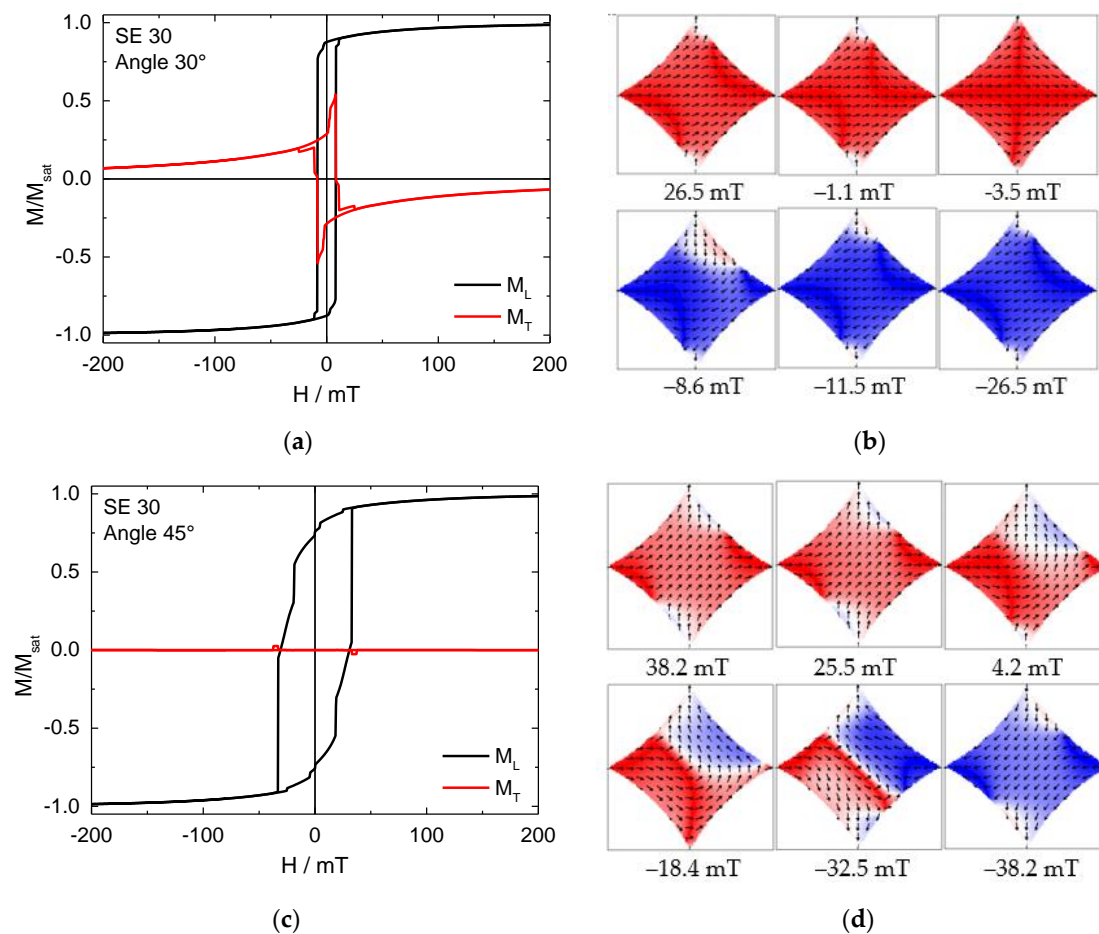 SE 30
Angle 30°
1.0
0.5
0.0
-0.5
-1.0
M/M_sat
M_L
M_T
-200 -100 0 100 200
H / mT
(a)
26.5 mT –1.1 mT -3.5 mT
–8.6 mT –11.5 mT –26.5 mT
(b)
SE 30
Angle 45°
1.0
0.5
0.0
-0.5
-1.0
M/M_sat
M_L
M_T
-200 -100 0 100 200
H / mT
(c)
38.2 mT 25.5 mT 4.2 mT
–18.4 mT –32.5 mT –38.2 mT
(d)